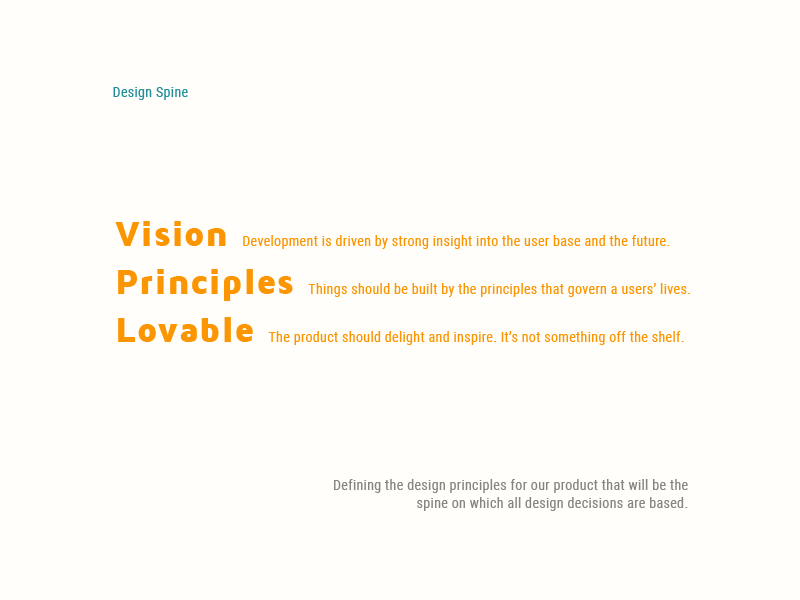 Design Spine
Vision Development is driven by strong insight into the user base and the future.
Principles Things should be built by the principles that govern a users’ lives.
Lovable The product should delight and inspire. It’s not something off the shelf.
Defining the design principles for our product that will be the
spine on which all design decisions are based.